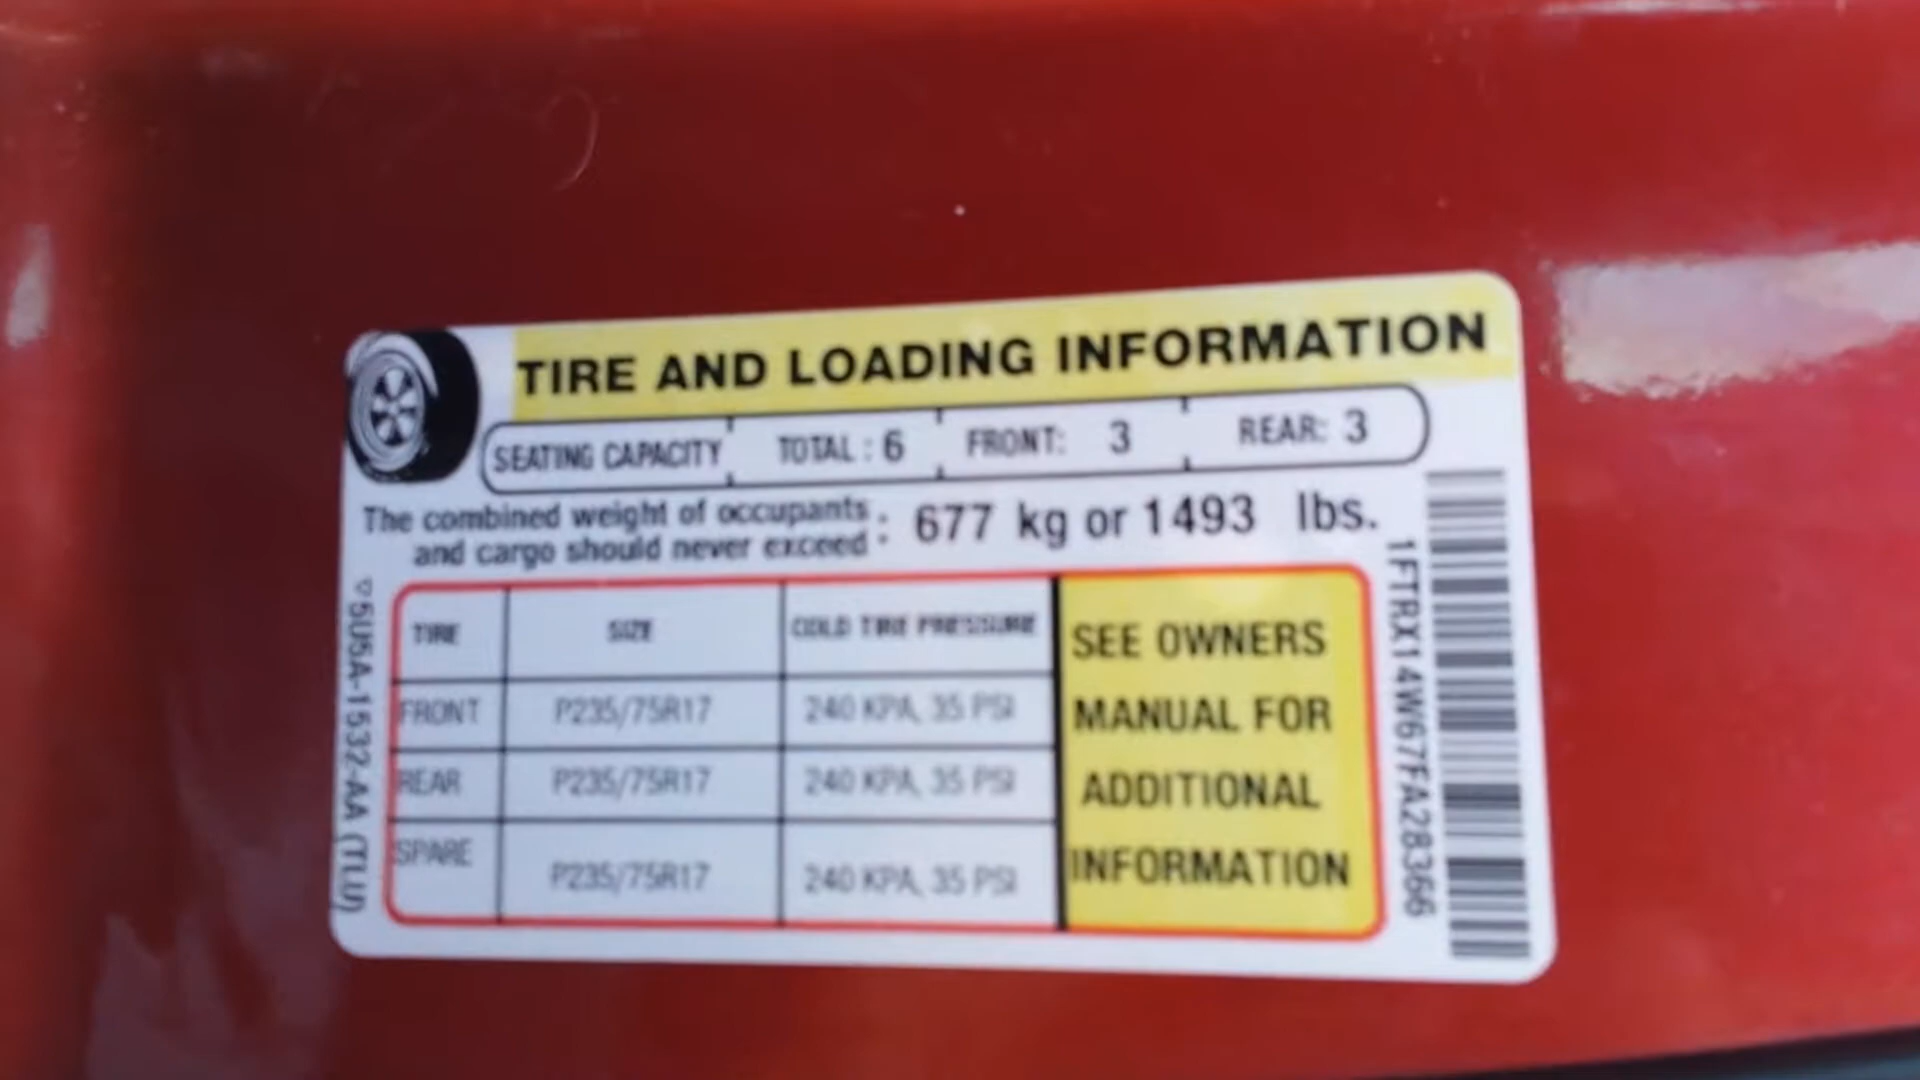 TIRE AND LOADING INFORMATION
SEATING CAPACITY TOTAL : 6 FRONT: 3 REAR: 3
The combined weight of occupants
and cargo should never exceed : 677 kg or 1493 lbs.
TIRE SIZE COLD TIRE PRESSURE
FRONT P235/75R17 240 KPA, 35 PSI
REAR P235/75R17 240 KPA, 35 PSI
SPARE P235/75R17 240 KPA, 35 PSI
SEE OWNERS
MANUAL FOR
ADDITIONAL
INFORMATION
5U5A-1532-AA (TLU)
1FTRX14W67FA28366